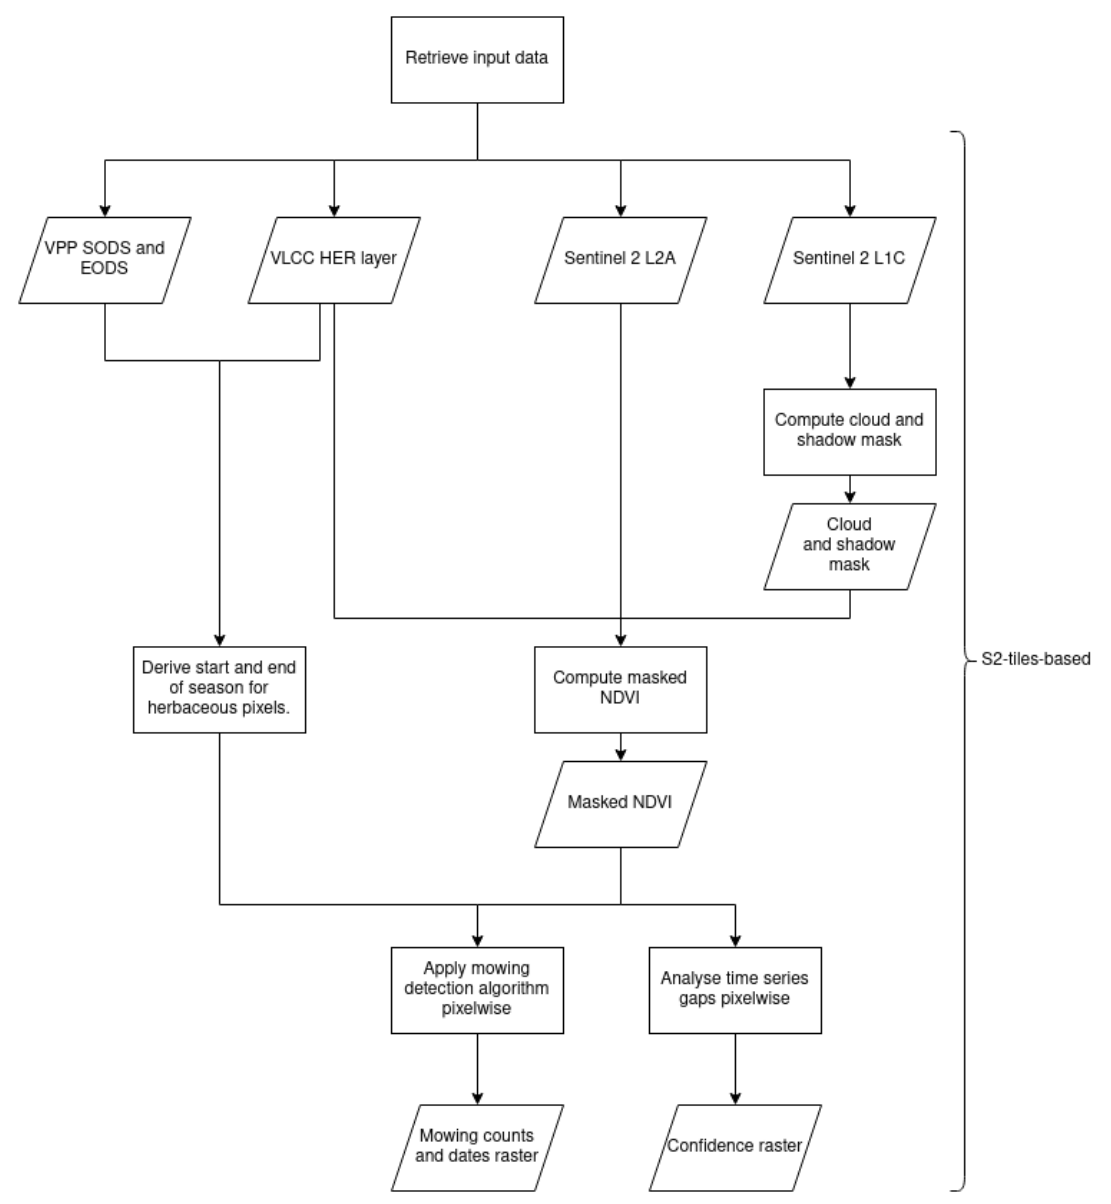 Retrieve input data
VPP SODS and
EODS
VLCC HER layer
Sentinel 2 L2A
Sentinel 2 L1C
Compute cloud and
shadow mask
Cloud
and shadow
mask
S2-tiles-based
Derive start and end
of season for
herbaceous pixels.
Compute masked
NDVI
Masked NDVI
Apply mowing
detection algorithm
pixelwise
Analyse time series
gaps pixelwise
Mowing counts
and dates raster
Confidence raster